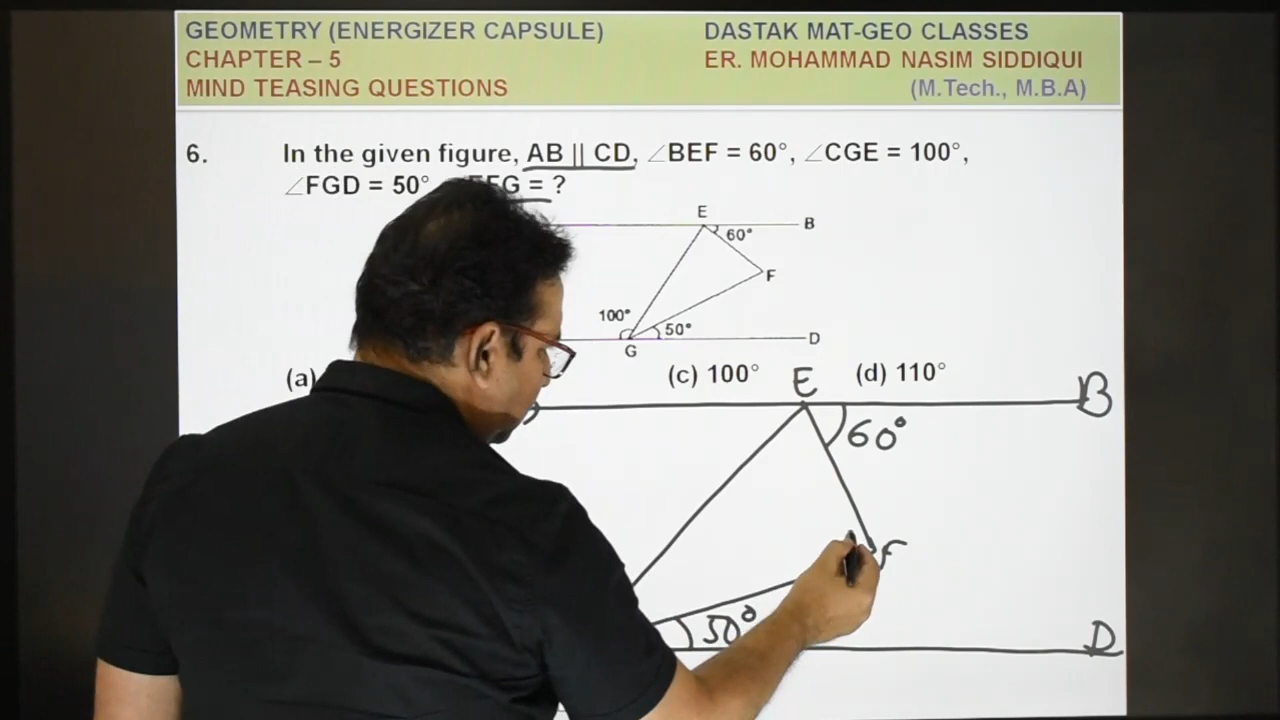 GEOMETRY (ENERGIZER CAPSULE) DASTAK MAT-GEO CLASSES
CHAPTER – 5 ER. MOHAMMAD NASIM SIDDIQUI
MIND TEASING QUESTIONS (M.Tech., M.B.A)
6. In the given figure, AB || CD, ∠BEF = 60°, ∠CGE = 100°,
∠FGD = 50° = ?
E
B
60°
F
100°
50°
D
G
(a) (c) 100° (d) 110°
E
B
60°
F
50°
D